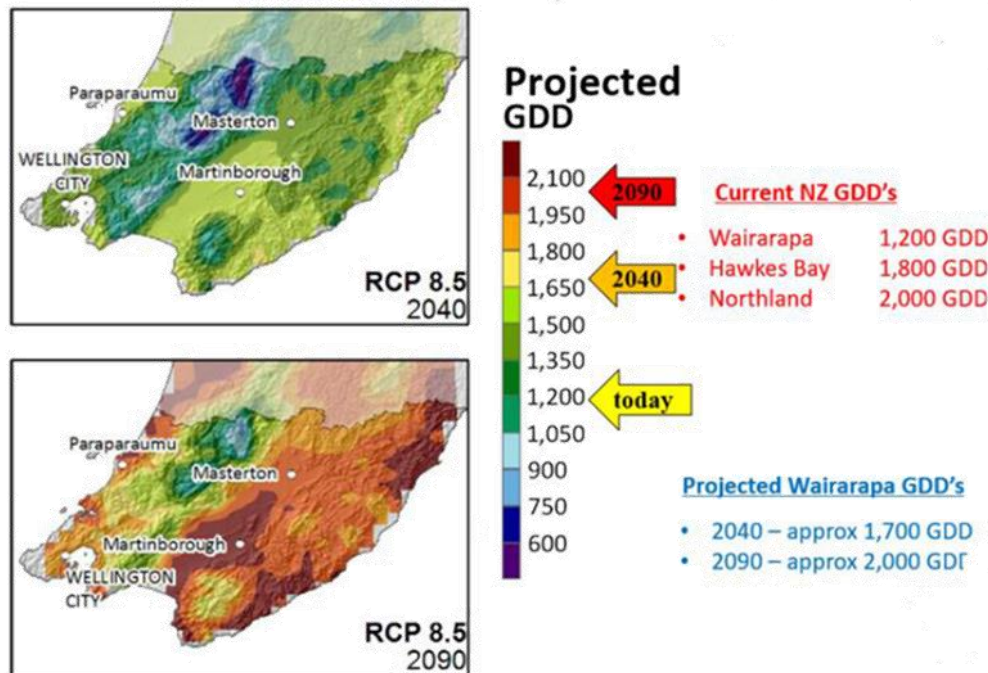 Paraparaumu
Masterton
WELLINGTON
CITY
Martinborough
RCP 8.5
2040
Paraparaumu
Masterton
Martinborough
WELLINGTON
CITY
RCP 8.5
2090
Projected
GDD
2,100
1,950
1,800
1,650
1,500
1,350
1,200
1,050
900
750
600
2090
2040
today
Current NZ GDD's
• Wairarapa 1,200 GDD
• Hawkes Bay 1,800 GDD
• Northland 2,000 GDD
Projected Wairarapa GDD's
• 2040 – approx 1,700 GDD
• 2090 – approx 2,000 GDD